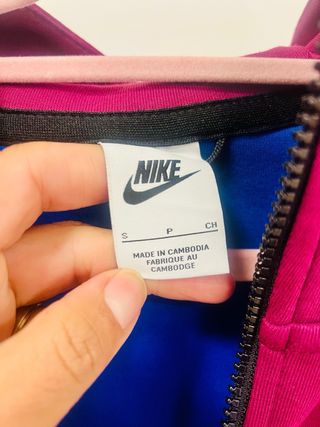 NIKE
S P CH
MADE IN CAMBODIA
FABRIQUE AU
CAMBODGE